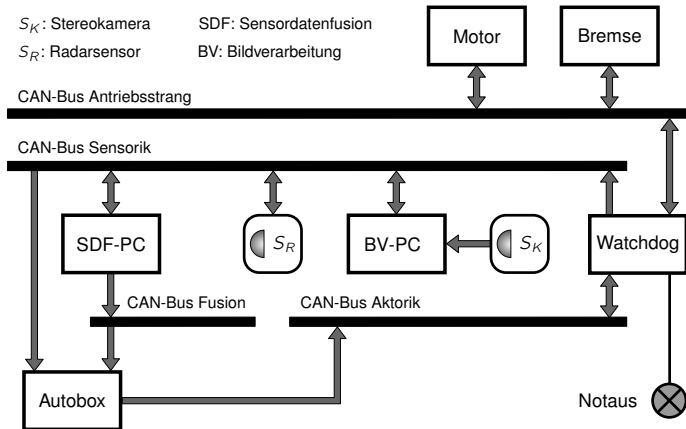 S_K: Stereokamera SDF: Sensordatenfusion
S_R: Radarsensor BV: Bildverarbeitung
Motor
Bremse
CAN-Bus Antriebsstrang
CAN-Bus Sensorik
SDF-PC
S_R
BV-PC
S_K
Watchdog
CAN-Bus Fusion
CAN-Bus Aktorik
Autobox
Notaus